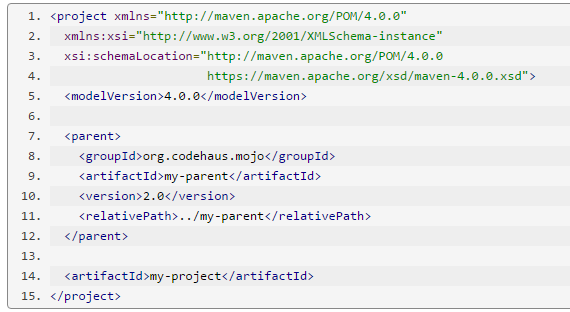 1. <project xmlns="http://maven.apache.org/POM/4.0.0"
2.   xmlns:xsi="http://www.w3.org/2001/XMLSchema-instance"
3.   xsi:schemaLocation="http://maven.apache.org/POM/4.0.0
4.                       https://maven.apache.org/xsd/maven-4.0.0.xsd">
5.   <modelVersion>4.0.0</modelVersion>
6.
7.   <parent>
8.     <groupId>org.codehaus.mojo</groupId>
9.     <artifactId>my-parent</artifactId>
10.     <version>2.0</version>
11.     <relativePath>../my-parent</relativePath>
12.   </parent>
13.
14.   <artifactId>my-project</artifactId>
15. </project>